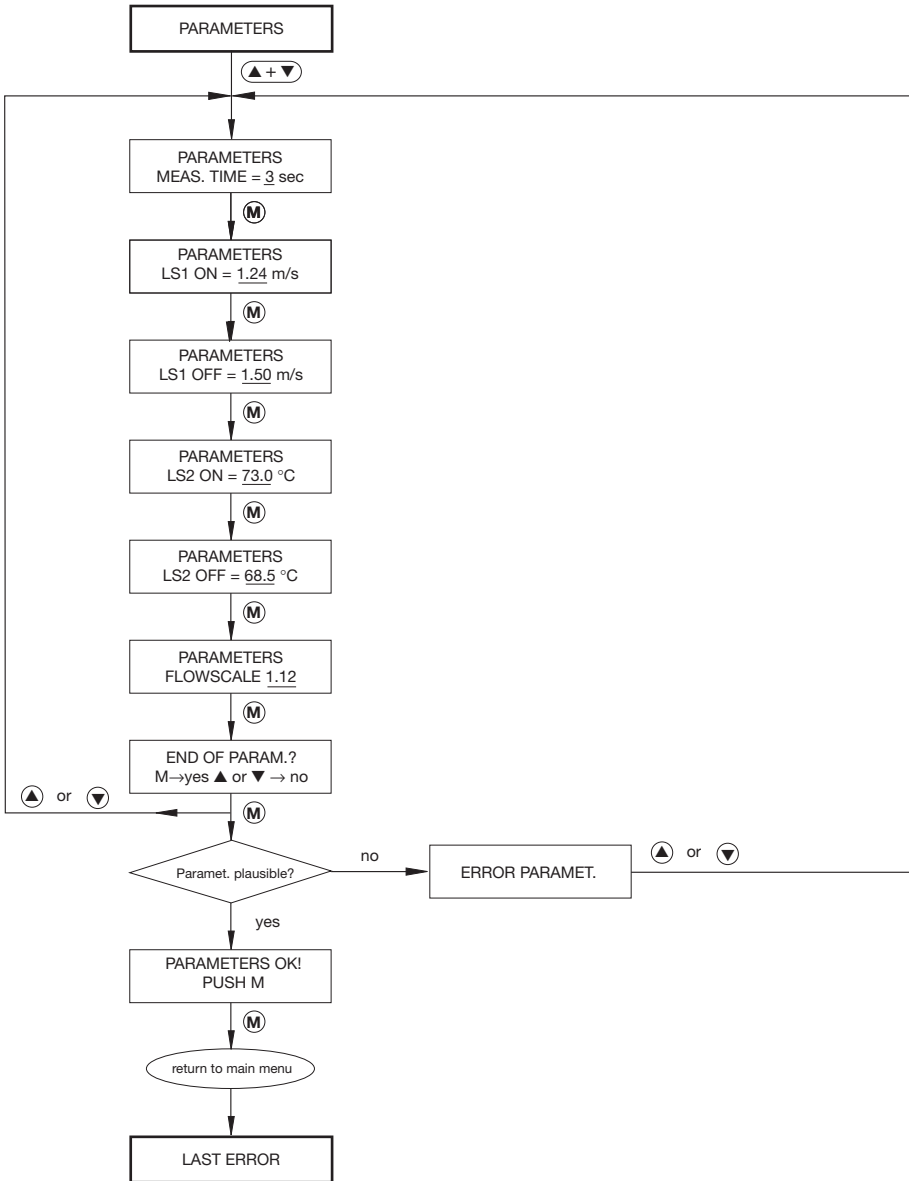 PARAMETERS
▲ + ▼
PARAMETERS
MEAS. TIME = 3 sec
M
PARAMETERS
LS1 ON = 1.24 m/s
M
PARAMETERS
LS1 OFF = 1.50 m/s
M
PARAMETERS
LS2 ON = 73.0 °C
M
PARAMETERS
LS2 OFF = 68.5 °C
M
PARAMETERS
FLOWSCALE 1.12
M
END OF PARAM.?
M→yes ▲ or ▼ → no
▲ or ▼
M
Paramet. plausible?
no
ERROR PARAMET.
▲ or ▼
yes
PARAMETERS OK!
PUSH M
M
return to main menu
LAST ERROR